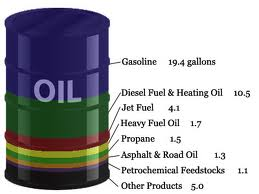 OIL
Gasoline 19.4 gallons
Diesel Fuel & Heating Oil 10.5
Jet Fuel 4.1
Heavy Fuel Oil 1.7
Propane 1.5
Asphalt & Road Oil 1.3
Petrochemical Feedstocks 1.1
Other Products 5.0